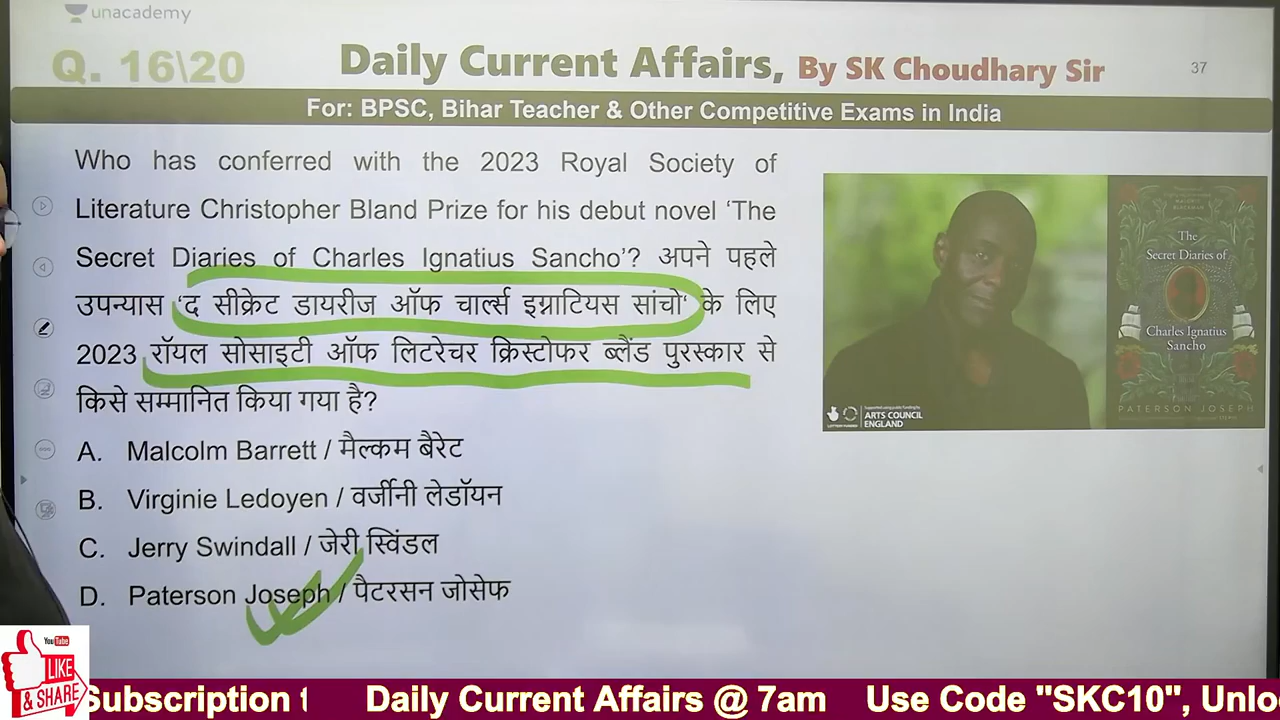 unacademy
Q. 16\20
Daily Current Affairs, By SK Choudhary Sir
37
For: BPSC, Bihar Teacher & Other Competitive Exams in India
Who has conferred with the 2023 Royal Society of
Literature Christopher Bland Prize for his debut novel ‘The
Secret Diaries of Charles Ignatius Sancho’? अपने पहले
उपन्यास ‘द सीक्रेट डायरीज ऑफ चार्ल्स इग्नाटियस सांचो‘ के लिए
2023 रॉयल सोसाइटी ऑफ लिटरेचर क्रिस्टोफर ब्लैंड पुरस्कार से
किसे सम्मानित किया गया है?
A. Malcolm Barrett / मैल्कम बैरेट
B. Virginie Ledoyen / वर्जीनी लेडॉयन
C. Jerry Swindall / जेरी स्विंडल
D. Paterson Joseph / पैटरसन जोसेफ
ARTS COUNCIL
ENGLAND
The
Secret Diaries of
Charles Ignatius
Sancho
PATERSON JOSEPH
YouTube
LIKE
& SHARE
Subscription
Daily Current Affairs @ 7am
Use Code "SKC10", Unlo